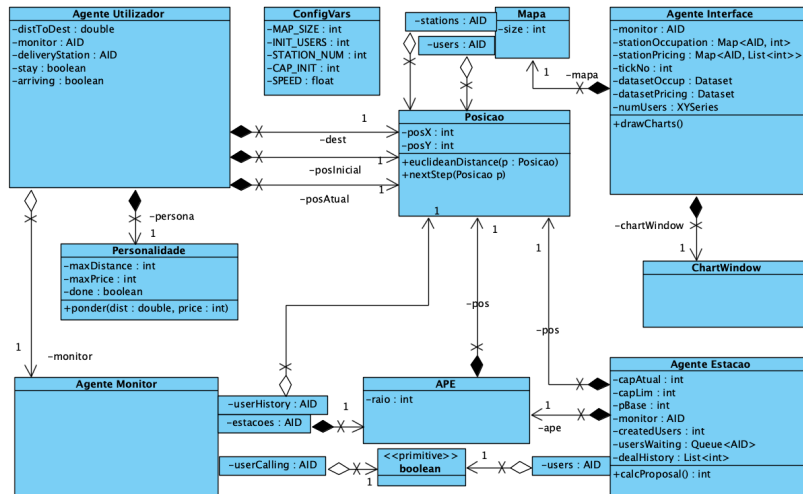 Agente Utilizador
-distToDest : double
-monitor : AID
-deliveryStation : AID
-stay : boolean
-arriving : boolean
ConfigVars
-MAP_SIZE : int
-INIT_USERS : int
-STATION_NUM : int
-CAP_INIT : int
-SPEED : float
-stations : AID
-users : AID
Mapa
-size : int
1
-mapa
Agente Interface
-monitor : AID
-stationOccupation : Map<AID, int>
-stationPricing : Map<AID, List<int>>
-tickNo : int
-datasetOccup : Dataset
-datasetPricing : Dataset
-numUsers : XYSeries
+drawCharts()
1
-dest
1
-posInicial
1
-posAtual
Posicao
-posX : int
-posY : int
+euclideanDistance(p : Posicao)
+nextStep(Posicao p)
-persona
1
-chartWindow
1
1
1
1
Personalidade
-maxDistance : int
-maxPrice : int
-done : boolean
+ponder(dist : double, price : int)
ChartWindow
-pos
-pos
1
-monitor
Agente Monitor
-userHistory : AID
-estacoes : AID
1
APE
-raio : int
1
-ape
Agente Estacao
-capAtual : int
-capLim : int
-pBase : int
-monitor : AID
-createdUsers : int
-usersWaiting : Queue<AID>
-dealHistory : List<int>
+calcProposal() : int
-userCalling : AID
1
<<primitive>>
boolean
1
-users : AID